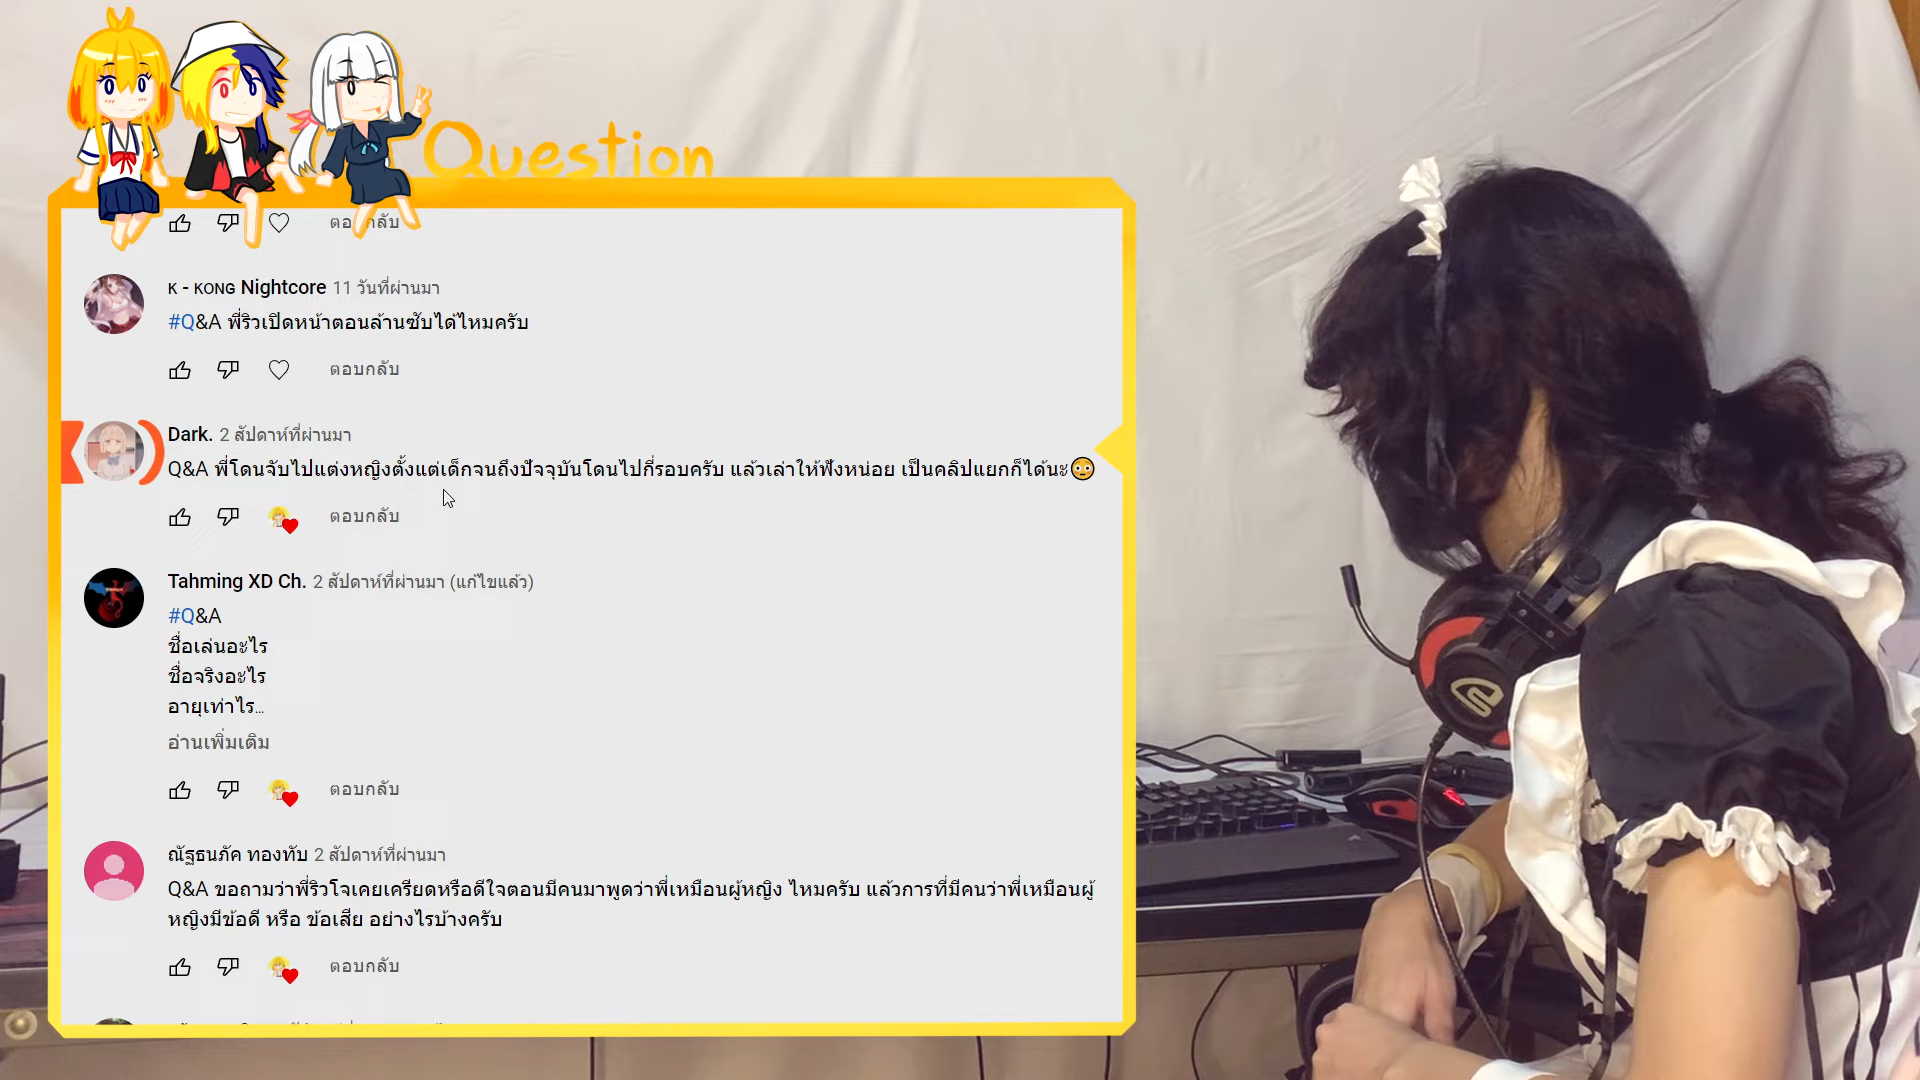 Question
ตอบกลับ
K - KONG Nightcore 11 วันที่ผ่านมา
#Q&A พี่ริวเปิดหน้าตอนล้านซับได้ไหมครับ
ตอบกลับ
Dark. 2 สัปดาห์ที่ผ่านมา
Q&A พี่โดนจับไปแต่งหญิงตั้งแต่เด็กจนถึงปัจจุบันโดนไปกี่รอบครับ แล้วเล่าให้ฟังหน่อย เป็นคลิปแยกก็ได้นะ😳
ตอบกลับ
Tahming XD Ch. 2 สัปดาห์ที่ผ่านมา (แก้ไขแล้ว)
#Q&A
ชื่อเล่นอะไร
ชื่อจริงอะไร
อายุเท่าไร...
อ่านเพิ่มเติม
ตอบกลับ
ณัฐธนภัค ทองทับ 2 สัปดาห์ที่ผ่านมา
Q&A ขอถามว่าพี่ริวโจเคยเครียดหรือดีใจตอนมีคนมาพูดว่าพี่เหมือนผู้หญิง ไหมครับ แล้วการที่มีคนว่าพี่เหมือนผู้
หญิงมีข้อดี หรือ ข้อเสีย อย่างไรบ้างครับ
ตอบกลับ